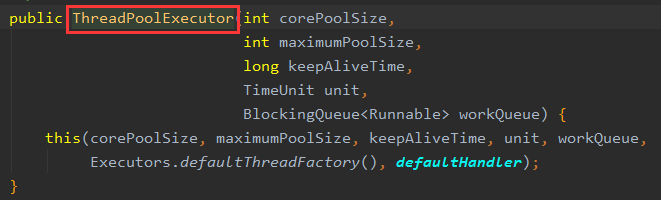 public ThreadPoolExecutor(int corePoolSize,
int maximumPoolSize,
long keepAliveTime,
TimeUnit unit,
BlockingQueue<Runnable> workQueue) {
this(corePoolSize, maximumPoolSize, keepAliveTime, unit, workQueue,
Executors.defaultThreadFactory(), defaultHandler);
}